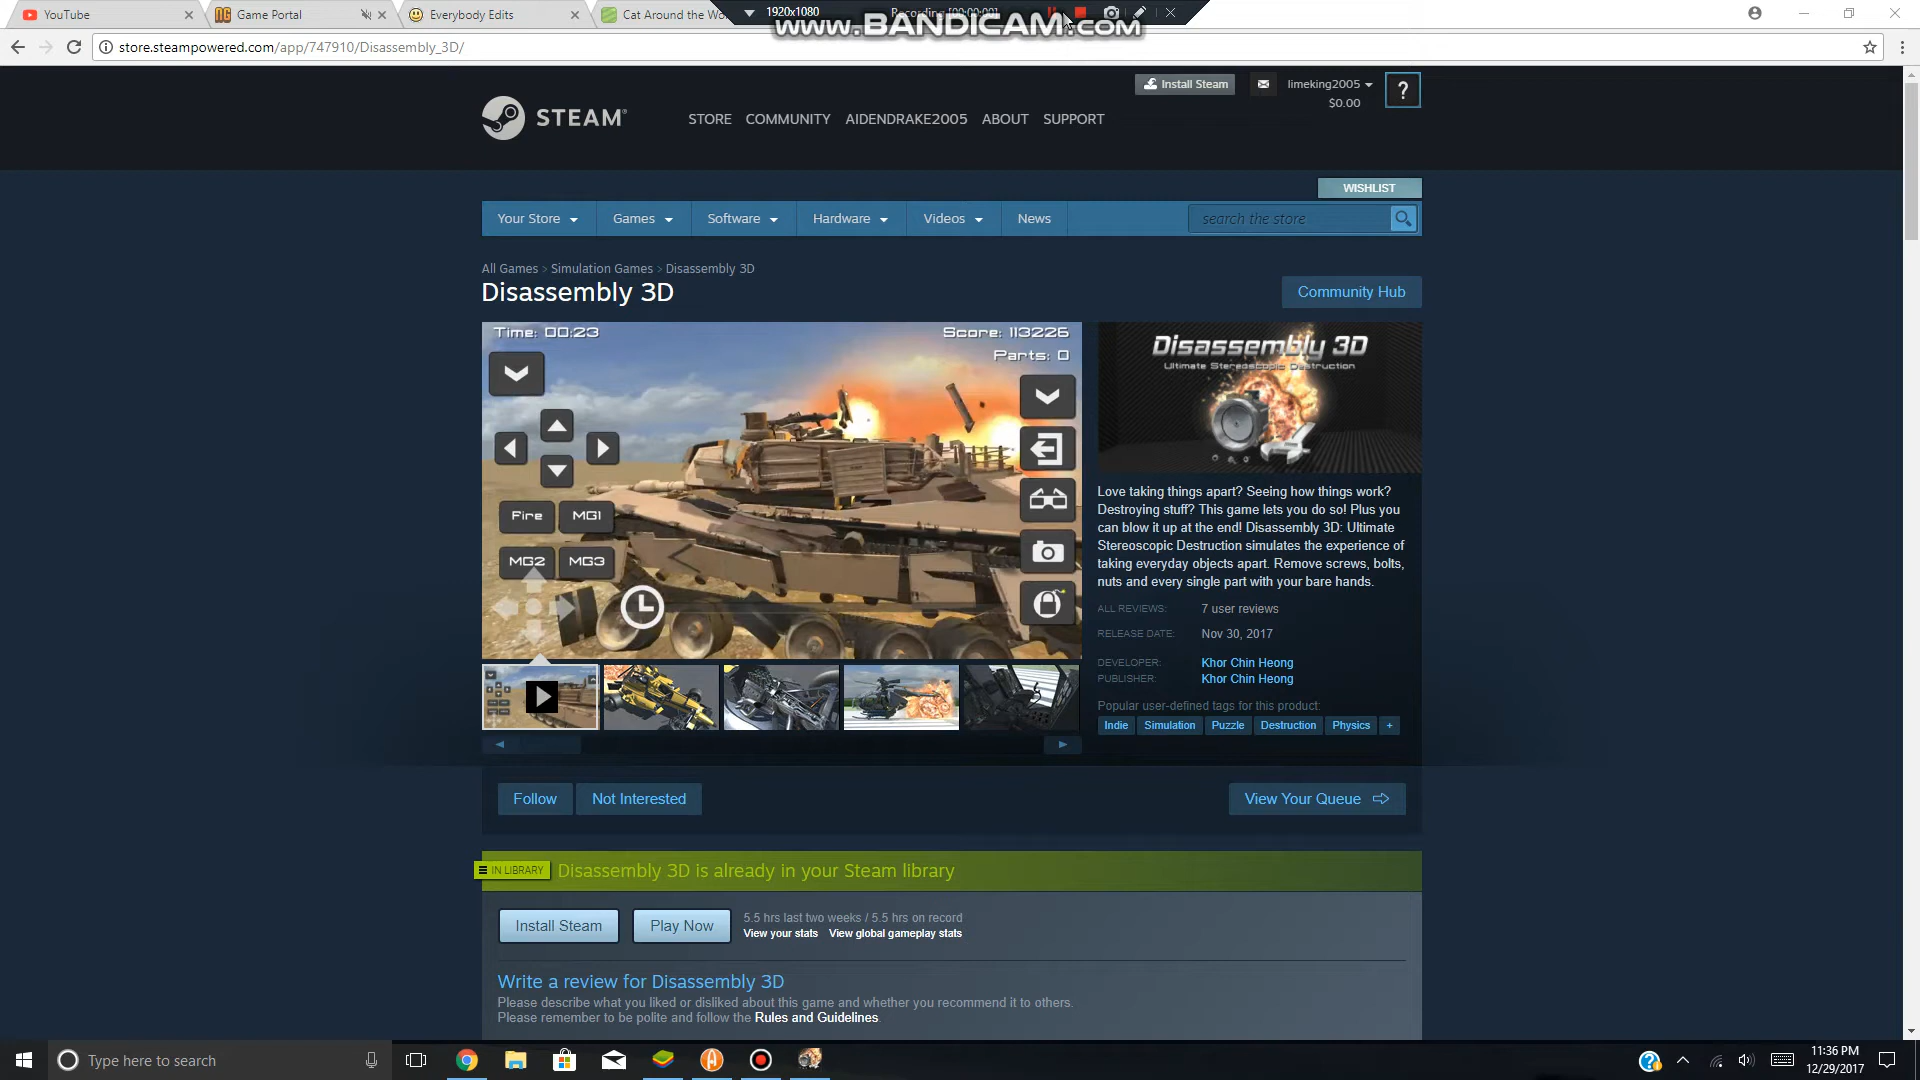 YouTube
Game Portal
Everybody Edits
Cat Around the Wo
1920x1080
Recording [00:00:00]
www.BANDICAM.com
store.steampowered.com/app/747910/Disassembly_3D/
Install Steam
limeking2005
$0.00
?
STEAM
STORE COMMUNITY AIDENDRAKE2005 ABOUT SUPPORT
WISHLIST
Your Store Games Software Hardware Videos News
search the store
All Games > Simulation Games > Disassembly 3D
Disassembly 3D
Community Hub
Time: 00:23
Score: 113226
Parts: 0
Fire MG1
MG2 MG3
Disassembly 3D
Ultimate Stereoscopic Destruction
Love taking things apart? Seeing how things work?
Destroying stuff? This game lets you do so! Plus you
can blow it up at the end! Disassembly 3D: Ultimate
Stereoscopic Destruction simulates the experience of
taking everyday objects apart. Remove screws, bolts,
nuts and every single part with your bare hands.
ALL REVIEWS: 7 user reviews
RELEASE DATE: Nov 30, 2017
DEVELOPER: Khor Chin Heong
PUBLISHER: Khor Chin Heong
Popular user-defined tags for this product:
Indie Simulation Puzzle Destruction Physics +
Follow Not Interested
View Your Queue
IN LIBRARY Disassembly 3D is already in your Steam library
Install Steam Play Now
5.5 hrs last two weeks / 5.5 hrs on record
View your stats View global gameplay stats
Write a review for Disassembly 3D
Please describe what you liked or disliked about this game and whether you recommend it to others.
Please remember to be polite and follow the Rules and Guidelines.
Type here to search
11:36 PM
12/29/2017